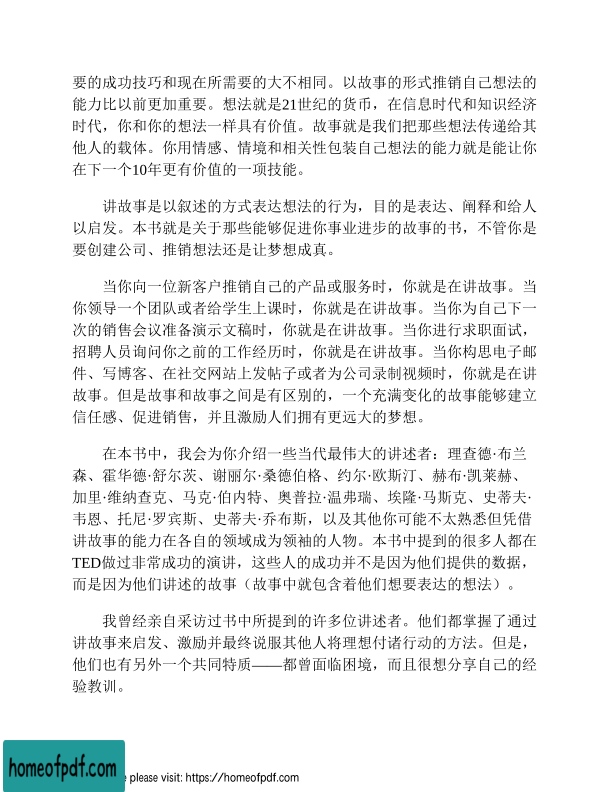 要的成功技巧和现在所需要的大不相同。以故事的形式推销自己想法的
能力比以前更加重要。想法就是21世纪的货币，在信息时代和知识经济
时代，你和你的想法一样具有价值。故事就是我们把那些想法传递给其
他人的载体。你用情感、情境和相关性包装自己想法的能力就是能让你
在下一个10年更有价值的一项技能。
讲故事是以叙述的方式表达想法的行为，目的是表达、阐释和给人
以启发。本书就是关于那些能够促进你事业进步的故事的书，不管你是
要创建公司、推销想法还是让梦想成真。
当你向一位新客户推销自己的产品或服务时，你就是在讲故事。当
你领导一个团队或者给学生上课时，你就是在讲故事。当你为自己下一
次的销售会议准备演示文稿时，你就是在讲故事。当你进行求职面试，
招聘人员询问你之前的工作经历时，你就是在讲故事。当你构思电子邮
件、写博客、在社交网站上发帖子或者为公司录制视频时，你就是在讲
故事。但是故事和故事之间是有区别的，一个充满变化的故事能够建立
信任感、促进销售，并且激励人们拥有更远大的梦想。
在本书中，我会为你介绍一些当代最伟大的讲述者：理查德·布兰
森、霍华德·舒尔茨、谢丽尔·桑德伯格、约尔·欧斯汀、赫布·凯莱赫、
加里·维纳查克、马克·伯内特、奥普拉·温弗瑞、埃隆·马斯克、史蒂夫·
韦恩、托尼·罗宾斯、史蒂夫·乔布斯，以及其他你可能不太熟悉但凭借
讲故事的能力在各自的领域成为领袖的人物。本书中提到的很多人都在
TED做过非常成功的演讲，这些人的成功并不是因为他们提供的数据，
而是因为他们讲述的故事（故事中就包含着他们想要表达的想法）。
我曾经亲自采访过书中所提到的许多位讲述者。他们都掌握了通过
讲故事来启发、激励并最终说服其他人将理想付诸行动的方法。但是，
他们也有另外一个共同特质——都曾面临困境，而且很想分享自己的经
验教训。
homeofpdf.com
e please visit: https://homeofpdf.com